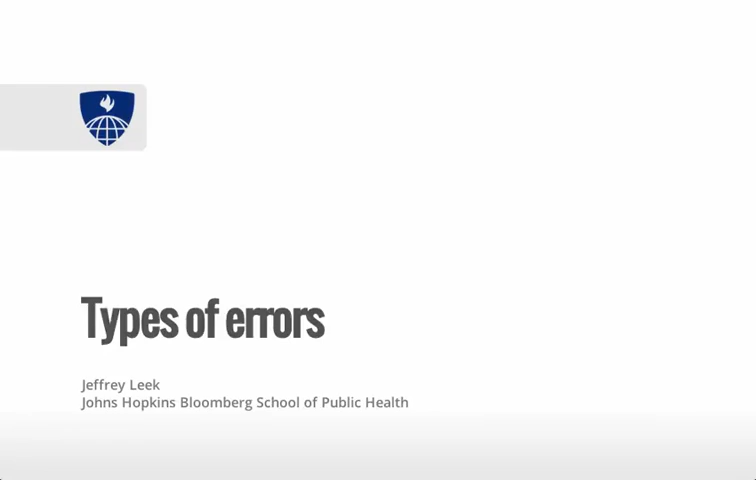 Types of errors
Jeffrey Leek
Johns Hopkins Bloomberg School of Public Health